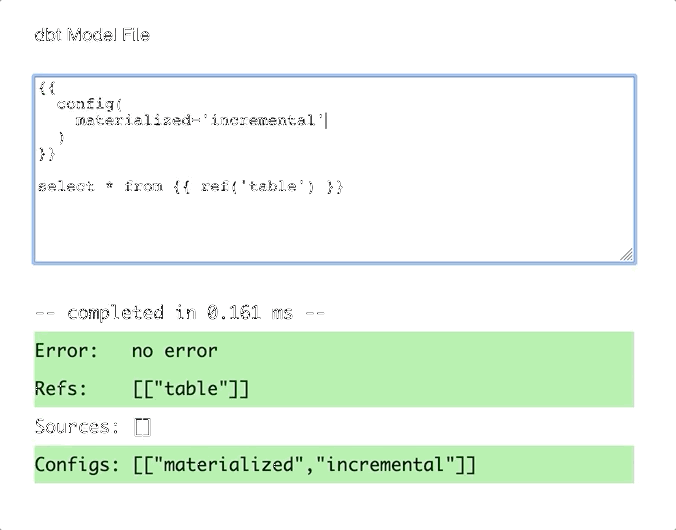 dbt Model File
{{
config(
materialized='incremental'
)
}}
select * from {{ ref('table') }}
-- completed in 0.161 ms --
Error: no error
Refs: [["table"]]
Sources: []
Configs: [["materialized","incremental"]]